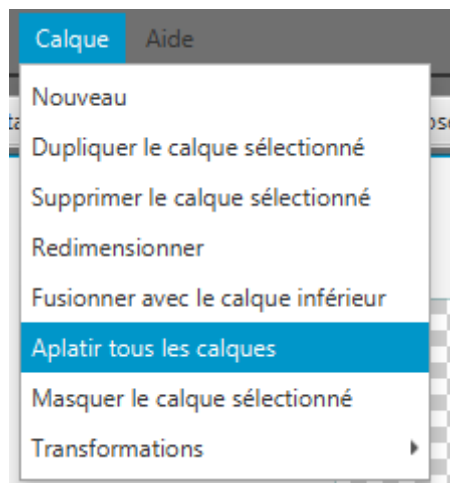 Calque Aide
Nouveau
Dupliquer le calque sélectionné
Supprimer le calque sélectionné
Redimensionner
Fusionner avec le calque inférieur
Aplatir tous les calques
Masquer le calque sélectionné
Transformations